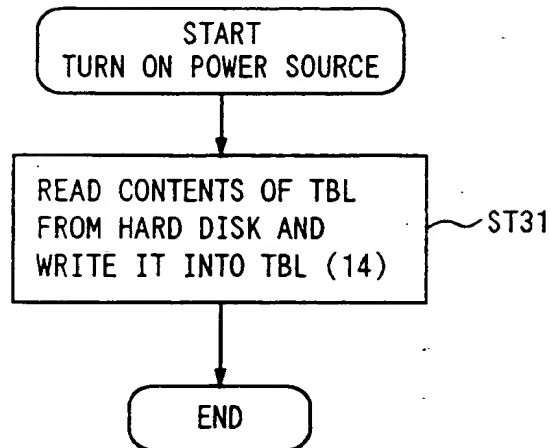 START
TURN ON POWER SOURCE
READ CONTENTS OF TBL
FROM HARD DISK AND
WRITE IT INTO TBL (14)
ST31
END